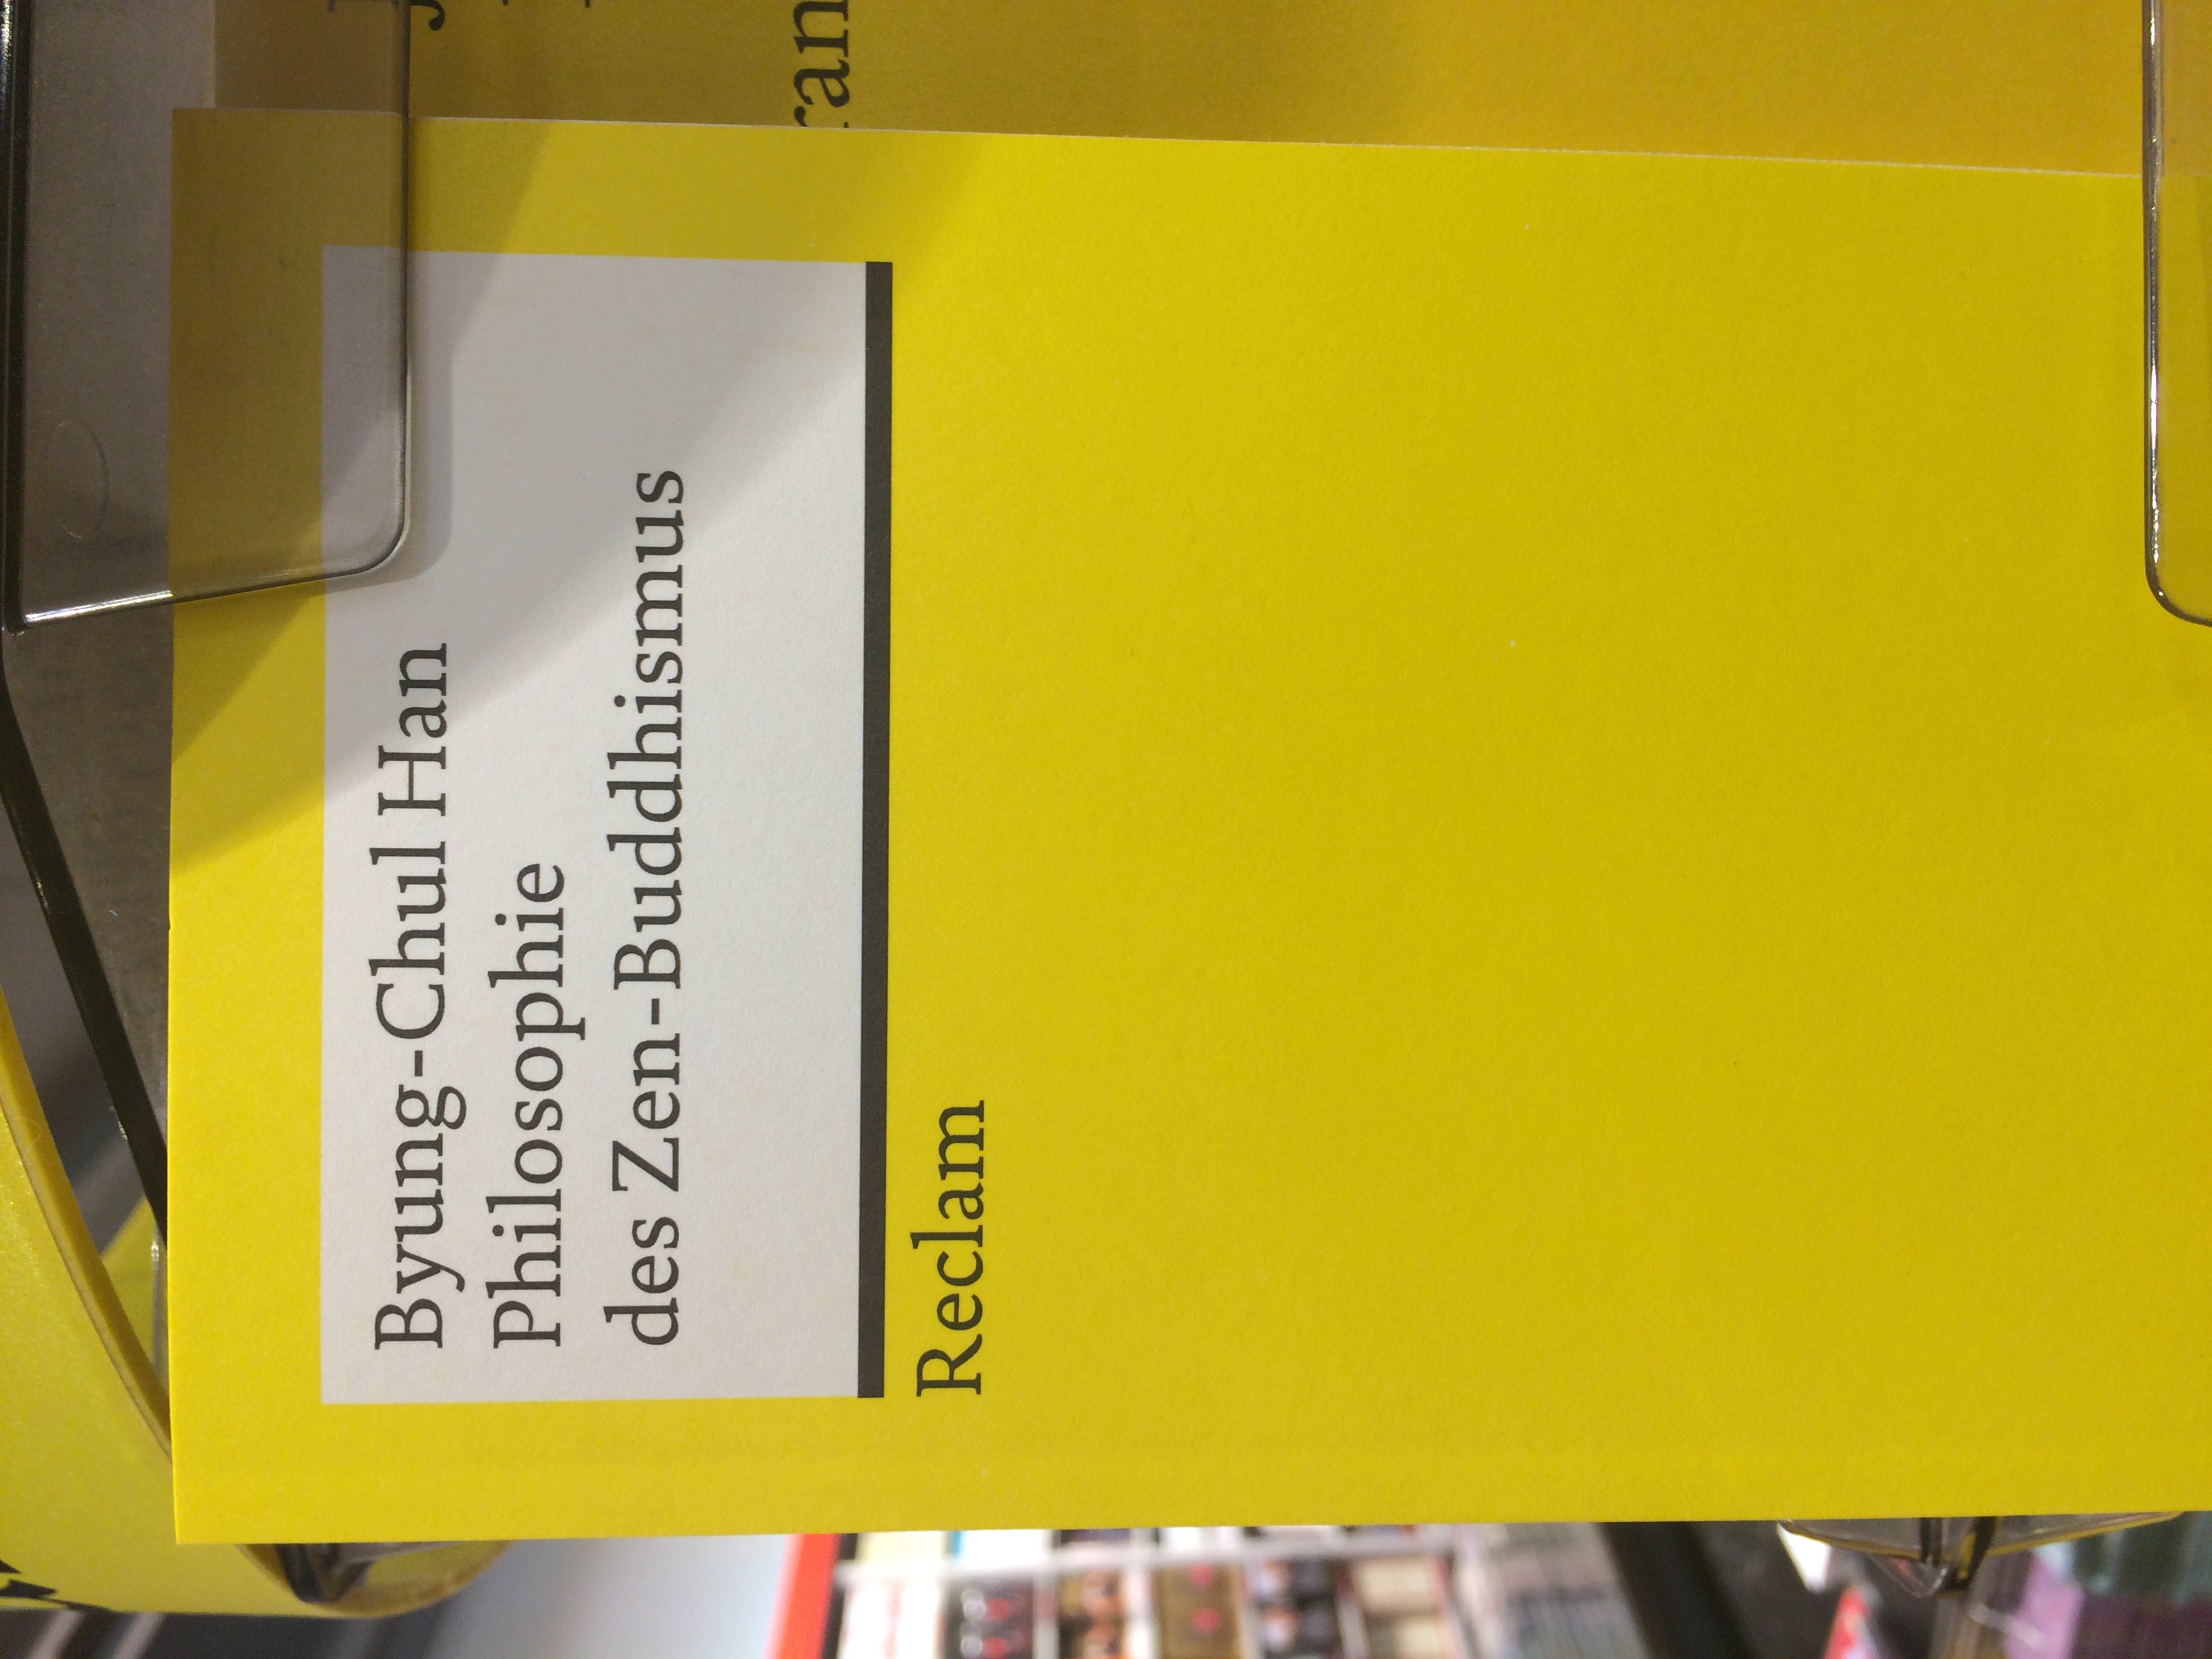 Byung-Chul Han
Philosophie
des Zen-Buddhismus
Reclam